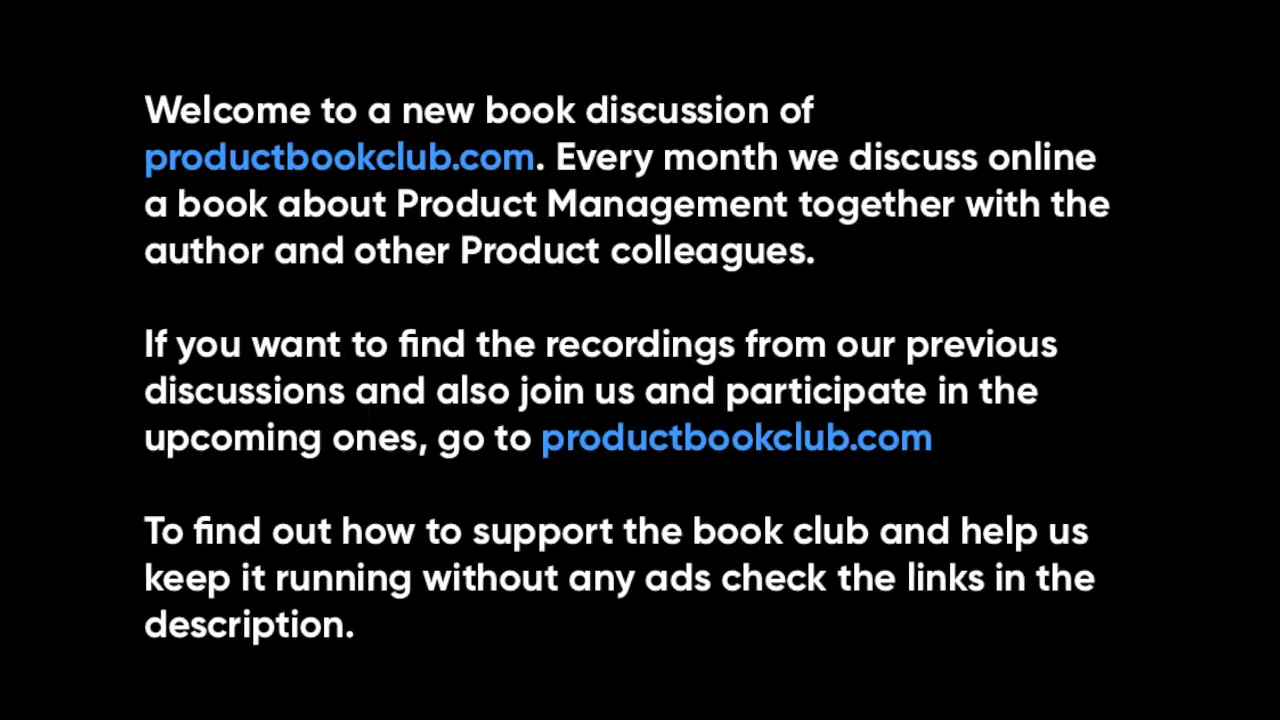 Welcome to a new book discussion of
productbookclub.com. Every month we discuss online
a book about Product Management together with the
author and other Product colleagues.
If you want to find the recordings from our previous
discussions and also join us and participate in the
upcoming ones, go to productbookclub.com
To find out how to support the book club and help us
keep it running without any ads check the links in the
description.